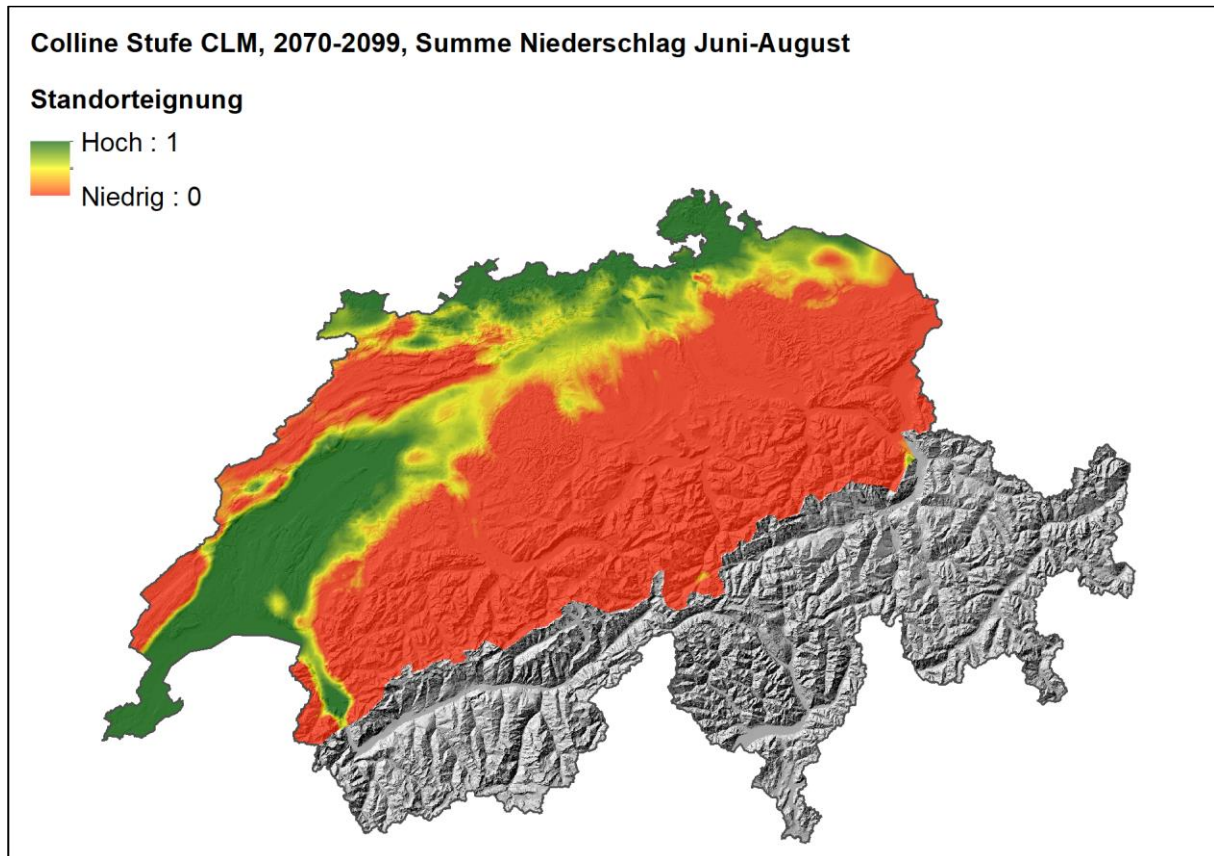 Colline Stufe CLM, 2070-2099, Summe Niederschlag Juni-August
Standorteignung
Hoch : 1
Niedrig : 0